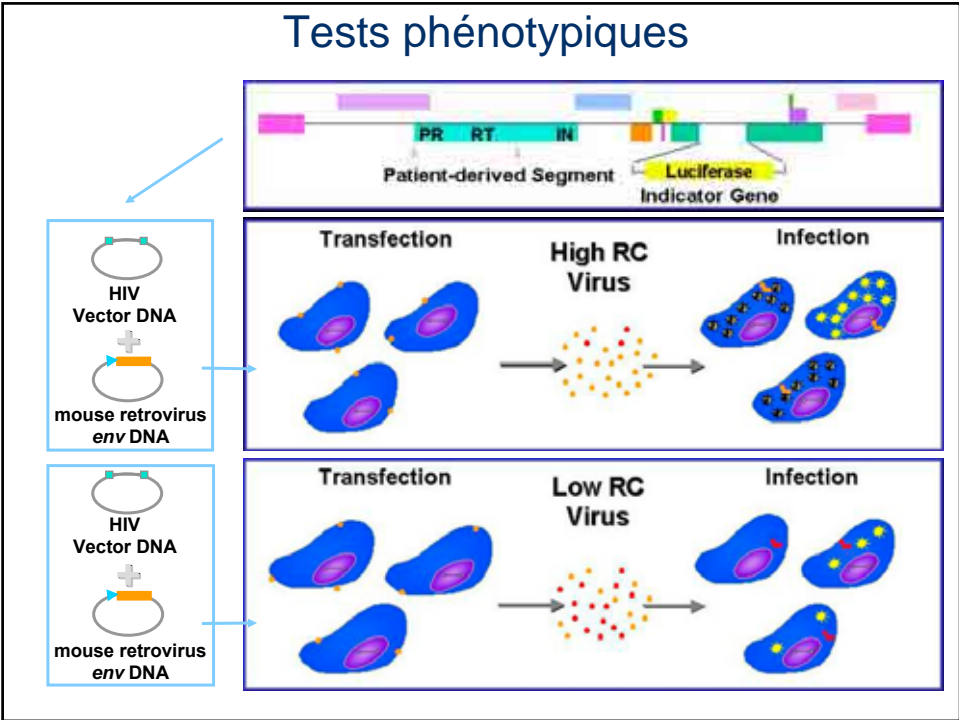 Tests phénotypiques
PR RT IN
Patient-derived Segment
Luciferase
Indicator Gene
HIV
Vector DNA
mouse retrovirus
env DNA
Transfection
High RC
Virus
Infection
HIV
Vector DNA
mouse retrovirus
env DNA
Transfection
Low RC
Virus
Infection